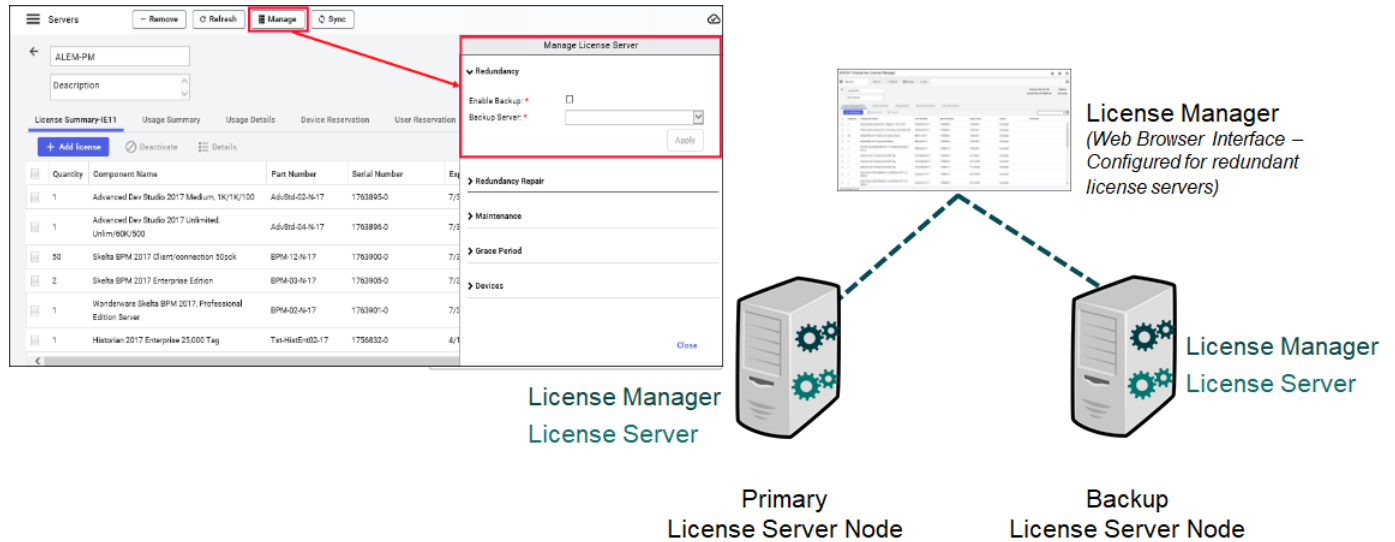 Servers
− Remove
Refresh
Manage
Sync
Manage License Server
ALEM-PM
Description
Redundancy
Enable Backup: *
Backup Server: *
Apply
License Summary-IE11 Usage Summary Usage Details Device Reservation User Reservation
+ Add license Deactivate Details
Quantity Component Name Part Number Serial Number
1 Advanced Dev Studio 2017 Medium, 1K/1K/100 AdvStd-02-N-17 1763895-0
1 Advanced Dev Studio 2017 Unlimited,
Unlim/60K/500 AdvStd-04-N-17 1763896-0
50 Skelta BPM 2017 Client/connection 50pck BPM-12-N-17 1763900-0
2 Skelta BPM 2017 Enterprise Edition BPM-03-N-17 1763905-0
1 Wonderware Skelta BPM 2017, Professional
Edition Server BPM-02-N-17 1763901-0
1 Historian 2017 Enterprise 25,000 Tag Tst-HistEnt02-17 1756832-0
Redundancy Repair
Maintenance
Grace Period
Devices
Close
License Manager
(Web Browser Interface –
Configured for redundant
license servers)
License Manager
License Server
License Manager
License Server
Primary
License Server Node
Backup
License Server Node